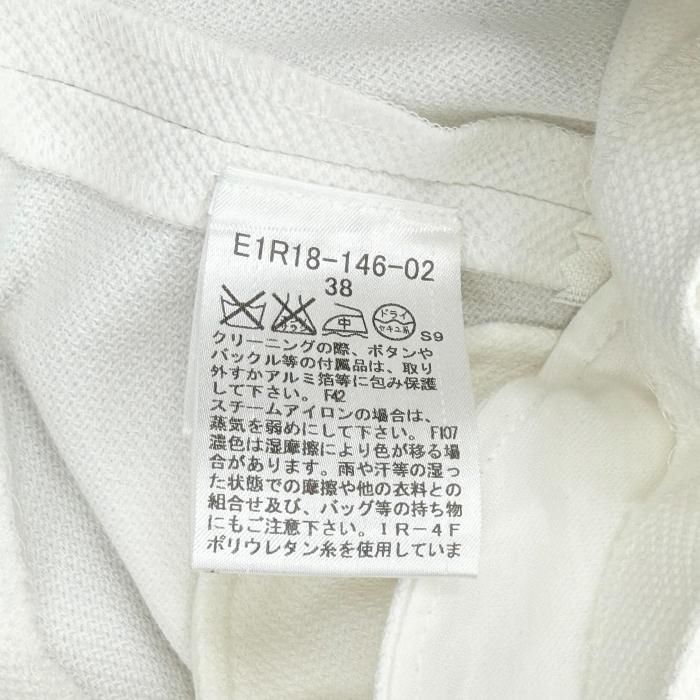 E1R18-146-02
38
中
ドライ
セキユ系
S9
クリーニングの際、ボタンや
バックル等の付属品は、取り
外すかアルミ箔等に包み保護
して下さい。 F42
スチームアイロンの場合は、
蒸気を弱めにして下さい。 F107
濃色は湿摩擦により色が移る場
合があります。雨や汗等の湿っ
た状態での摩擦や他の衣料との
組合せ及び、バッグ等の持ち物
にもご注意下さい。 IR-4F
ポリウレタン糸を使用していま